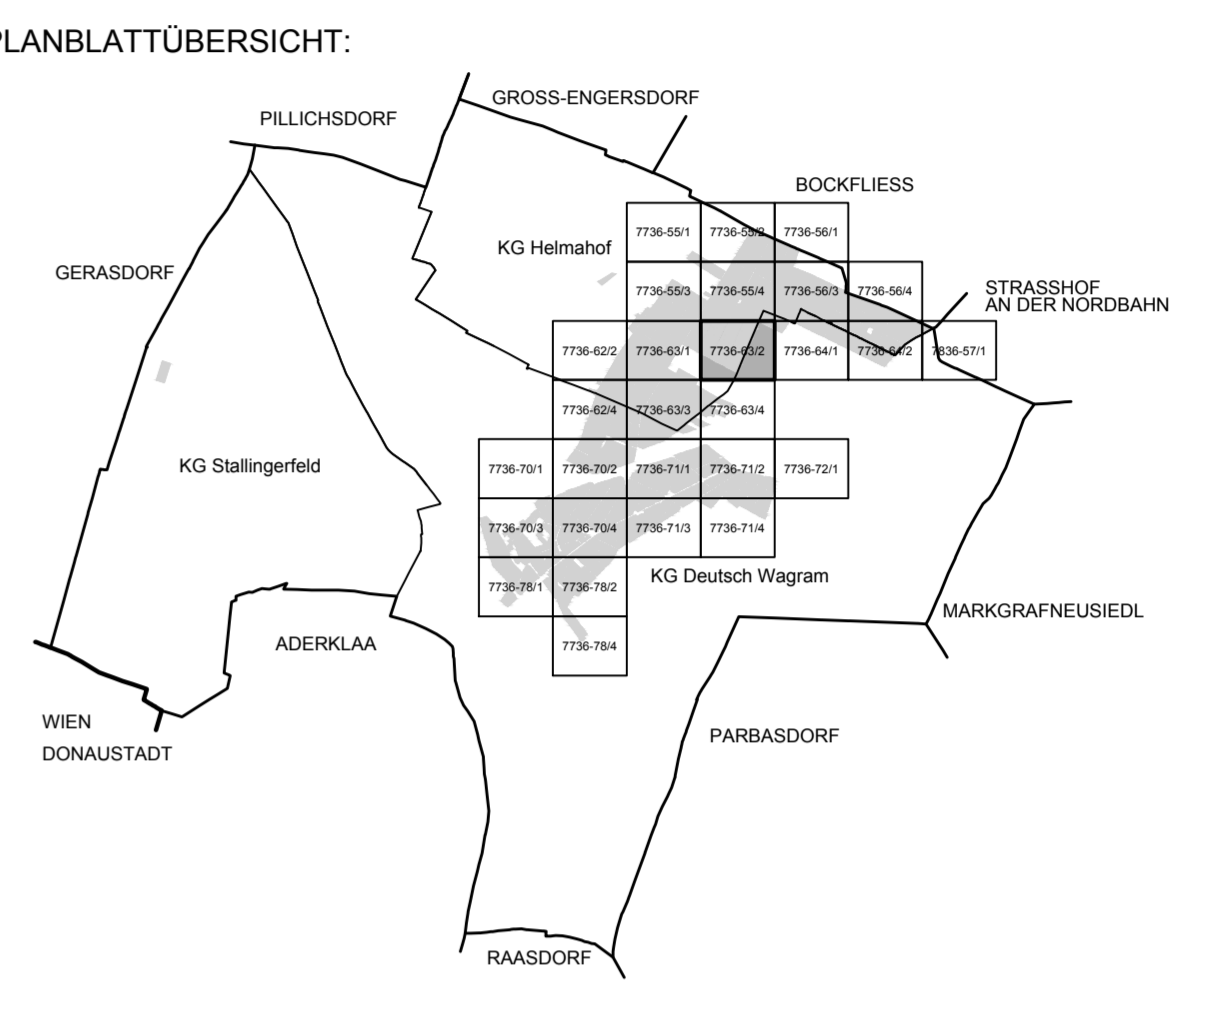 PLANBLATTÜBERSICHT:
GROSS-ENGERSDORF
PILLICHSDORF
BOCKFLIESS
7736-55/1 7736-55/2 7736-56/1
KG Helmahof
GERASDORF
7736-55/3 7736-55/4 7736-56/3 7736-56/4
STRASSHOF
AN DER NORDBAHN
7736-62/2 7736-63/1 7736-63/2 7736-64/1 7736-64/2 7836-57/1
7736-62/4 7736-63/3 7736-63/4
KG Stallingerfeld
7736-70/1 7736-70/2 7736-71/1 7736-71/2 7736-72/1
7736-70/3 7736-70/4 7736-71/3 7736-71/4
KG Deutsch Wagram
7736-78/1 7736-78/2
MARKGRAFNEUSIEDL
ADERKLAA
7736-78/4
WIEN
DONAUSTADT
PARBASDORF
RAASDORF